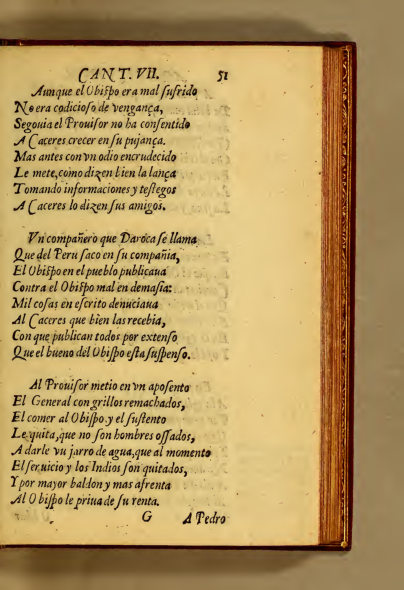 CANT. VII. 51
Aunque el Obiſpo era mal ſufrido
No era codicioſo de vengança,
Segouia el Prouiſor no ha conſentido
A Caceres crecer en ſu pujança.
Mas antes con vn odio encrudecido
Le mete, como dizen bien la lança
Tomando informaciones y teſtegos
A Caceres lo dizen ſus amigos.
Vn compañero que Daroca ſe llama
Que del Peru ſaco en ſu compañia,
El Obiſpo en el pueblo publicaua
Contra el Obiſpo mal en demaſia:
Mil coſas en eſcrito denuciaua
Al Caceres que bien las recebia,
Con que publican todos por extenſo
Que el bueno del Obiſpo eſta ſuſpenſo.
Al Prouiſor metio en vn apoſento
El General con grillos remachados,
El comer al Obiſpo y el ſuſtento
Le quita, que no ſon hombres oſſados,
A darle vu jarro de agua, que al momento
El ſeruicio y los Indios ſon quitados,
Y por mayor baldon y mas afrenta
Al Obiſpo le priua de ſu renta.
G A Pedro